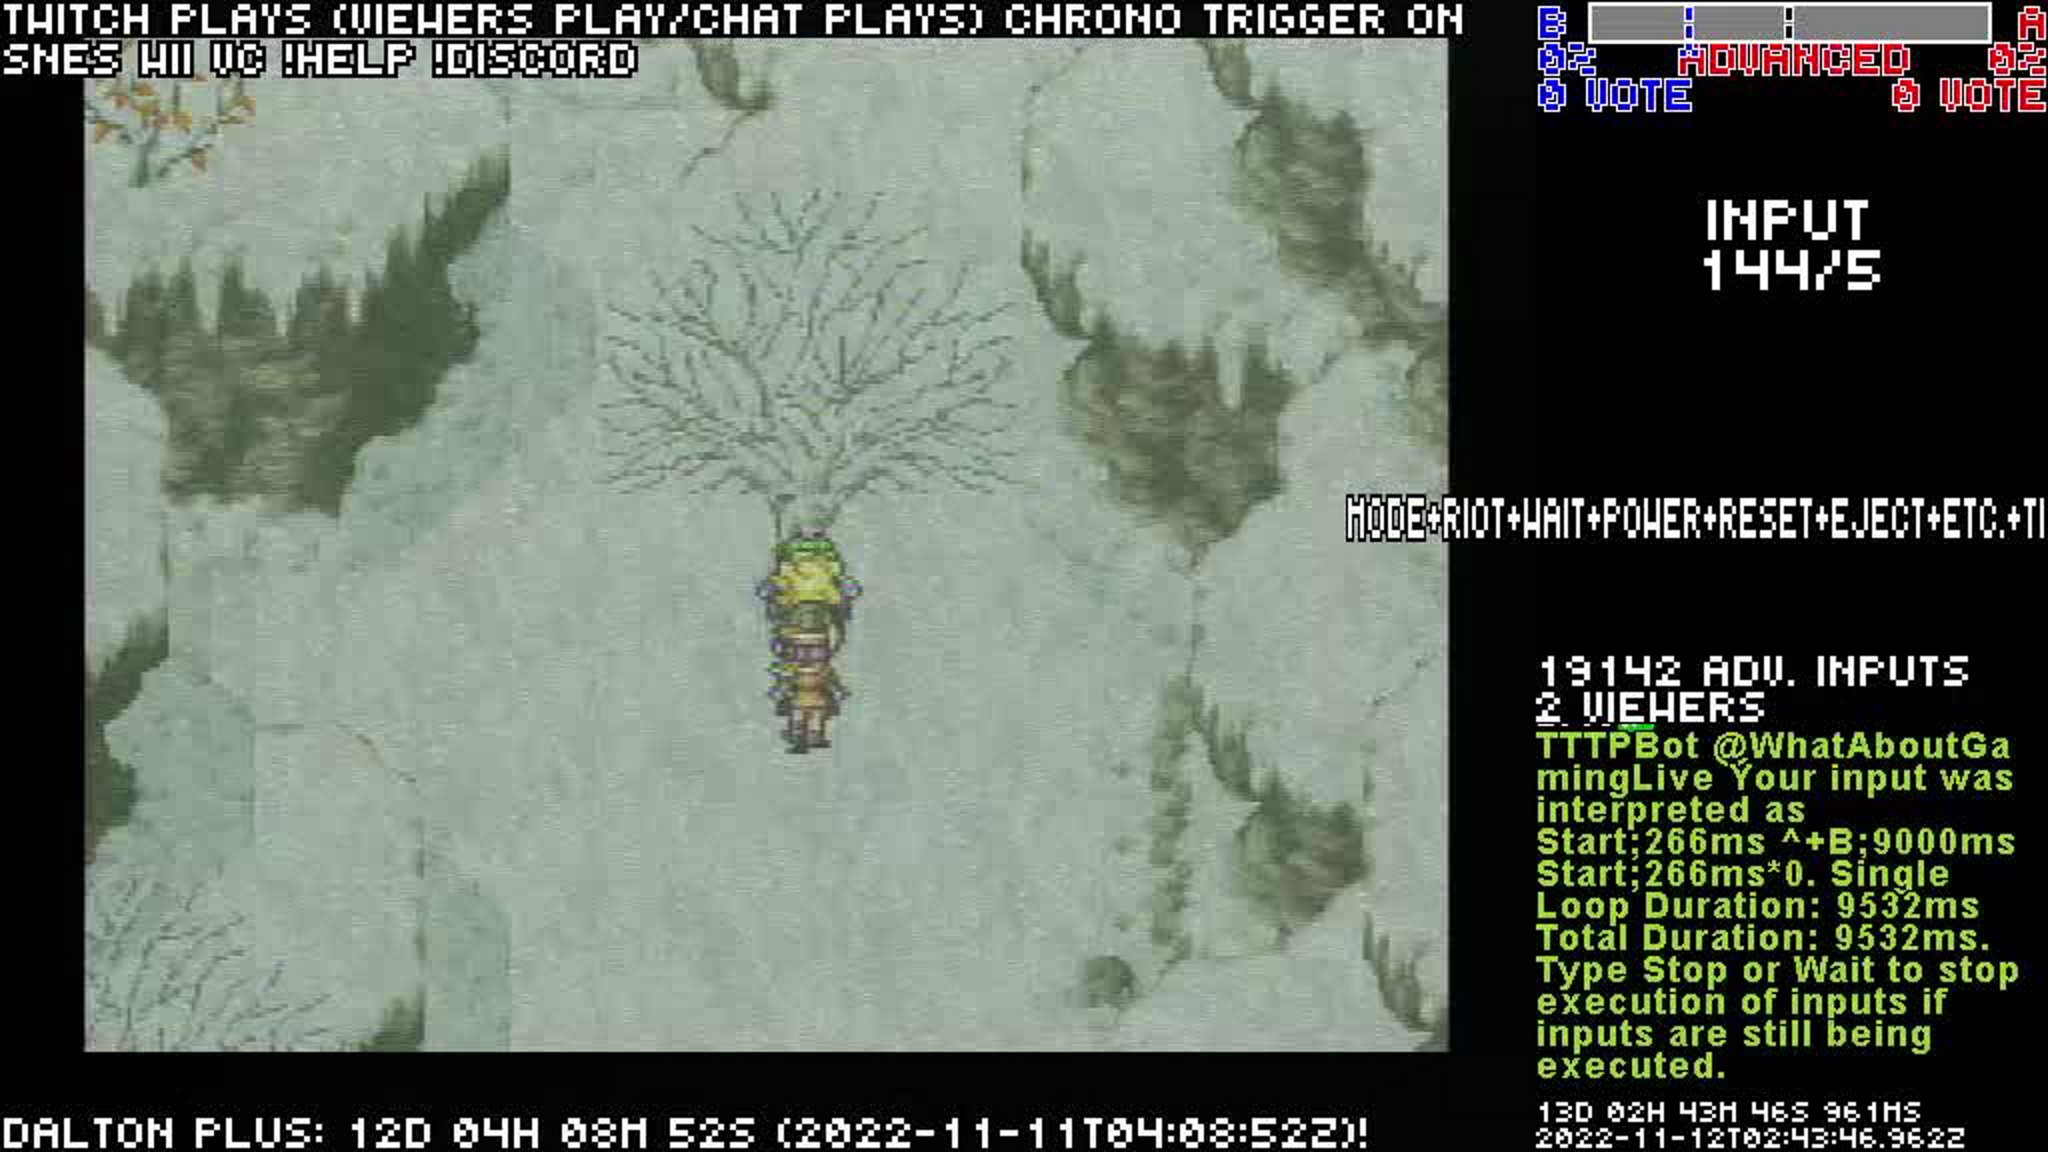 TWITCH PLAYS (VIEWERS PLAY/CHAT PLAYS) CHRONO TRIGGER ON
SNES WII VC !HELP !DISCORD
B A
0% ADVANCED 0%
0 VOTE 0 VOTE
INPUT
144/5
MODE+RIOT+WAIT+POWER+RESET+EJECT+ETC.+TI
19142 ADV. INPUTS
2 VIEWERS
TTTPBot @WhatAboutGa
mingLive Your input was
interpreted as
Start;266ms ^+B;9000ms
Start;266ms*0. Single
Loop Duration: 9532ms
Total Duration: 9532ms.
Type Stop or Wait to stop
execution of inputs if
inputs are still being
executed.
13D 02H 43M 46S 961MS
2022-11-12T02:43:46.962Z
DALTON PLUS: 12D 04H 08M 52S (2022-11-11T04:08:52Z)!